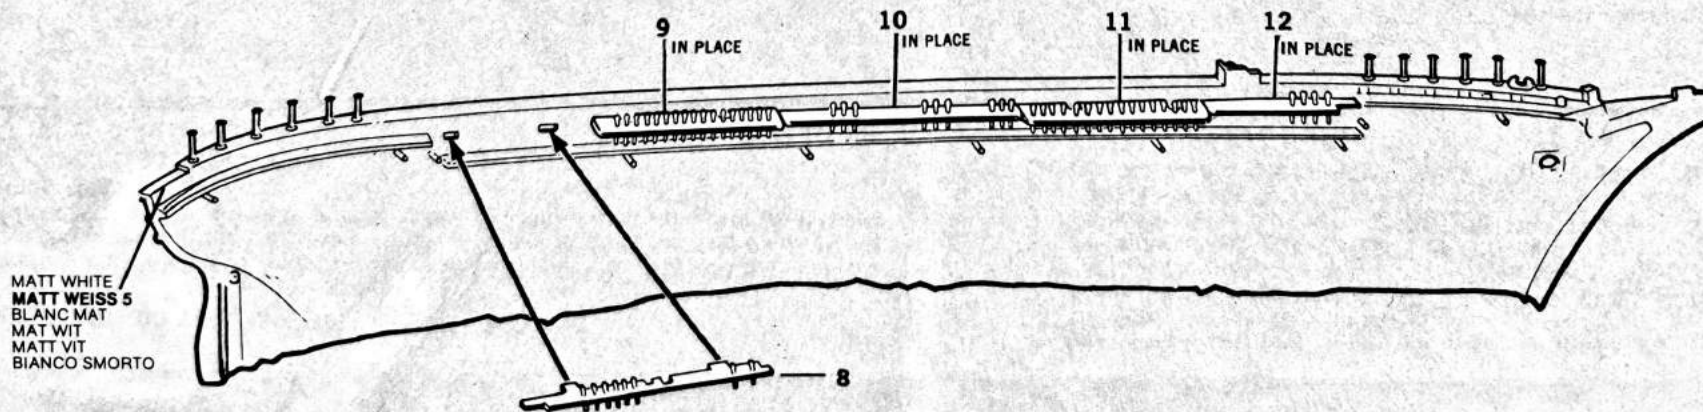 9
IN PLACE
10
IN PLACE
11
IN PLACE
12
IN PLACE
MATT WHITE
MATT WEISS 5
BLANC MAT
MAT WIT
MATT VIT
BIANCO SMORTO
8